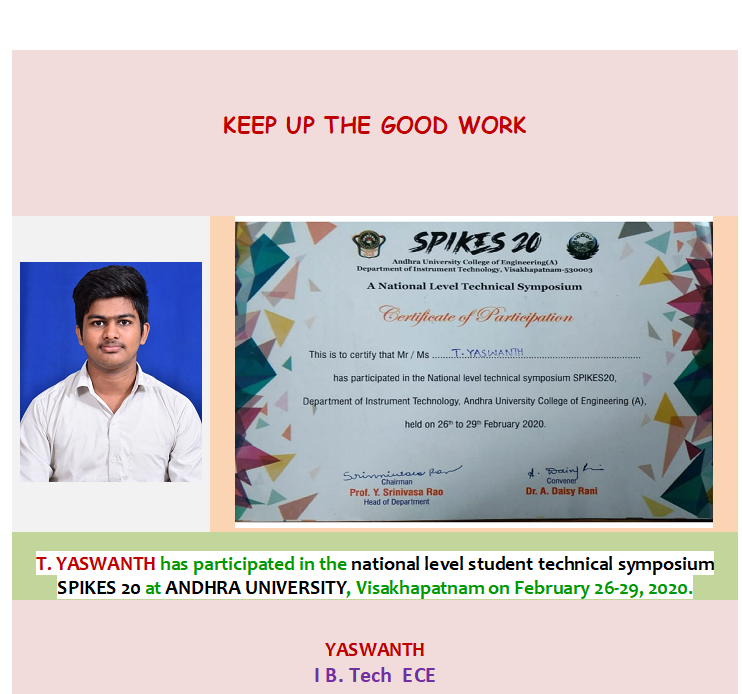 KEEP UP THE GOOD WORK
SPIKES 20
Andhra University College of Engineering(A)
Department of Instrument Technology, Visakhapatnam-530003
A National Level Technical Symposium
Certificate of Participation
This is to certify that Mr / Ms ....T. YASWANTH....
has participated in the National level technical symposium SPIKES20,
Department of Instrument Technology, Andhra University College of Engineering (A),
held on 26th to 29th February 2020.
Srinivasa Rao
Chairman
Prof. Y. Srinivasa Rao
Head of Department
A. Daisy Rani
Convener
Dr. A. Daisy Rani
T. YASWANTH has participated in the national level student technical symposium
SPIKES 20 at ANDHRA UNIVERSITY, Visakhapatnam on February 26-29, 2020.
YASWANTH
I B. Tech ECE